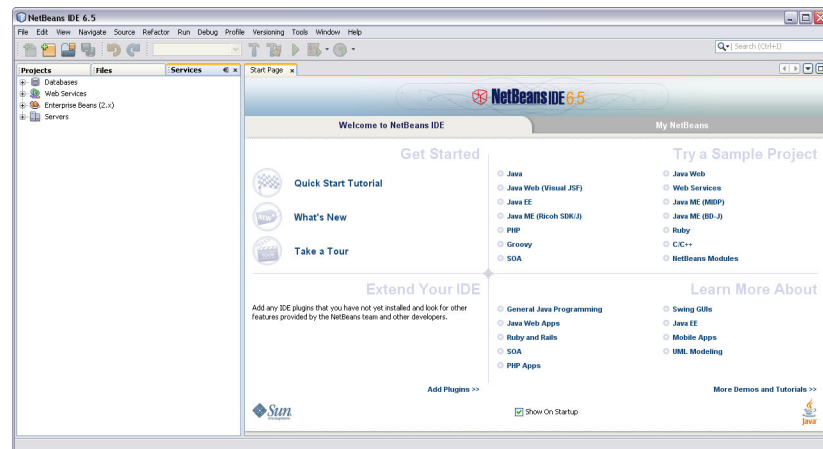 NetBeans IDE 6.5
File Edit View Navigate Source Refactor Run Debug Profile Versioning Tools Window Help
Search (Ctrl+I)
Projects Files Services
Start Page
Databases
Web Services
Enterprise Beans (2.x)
Servers
NetBeans IDE 6.5
Welcome to NetBeans IDE
My NetBeans
Get Started
Quick Start Tutorial
What's New
Take a Tour
Try a Sample Project
Java
Java Web (Visual JSF)
Java EE
Java ME (Ricoh SDK/J)
PHP
Groovy
SOA
Java Web
Web Services
Java ME (MIDP)
Java ME (BD-J)
Ruby
C/C++
NetBeans Modules
Extend Your IDE
Add any IDE plugins that you have not yet installed and look for other
features provided by the NetBeans team and other developers.
Add Plugins >>
Learn More About
General Java Programming
Java Web Apps
Ruby and Rails
SOA
PHP Apps
Swing GUIs
Java EE
Mobile Apps
UML Modeling
More Demos and Tutorials >>
Sun
Show On Startup
Java